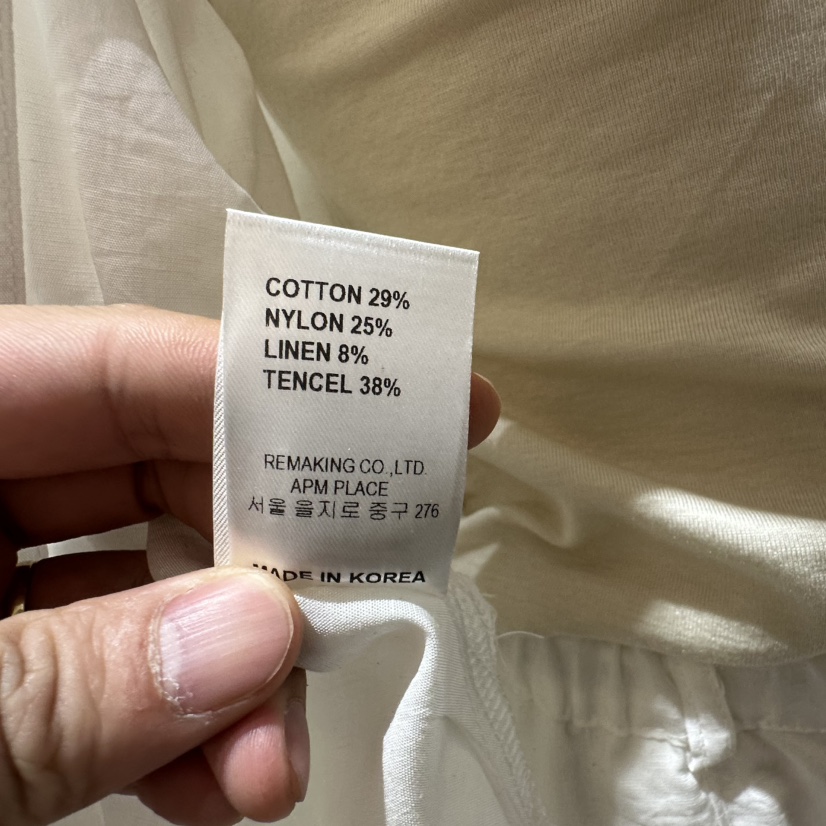 COTTON 29%
NYLON 25%
LINEN 8%
TENCEL 38%
REMAKING CO.,LTD.
APM PLACE
서울 을지로 중구 276
MADE IN KOREA